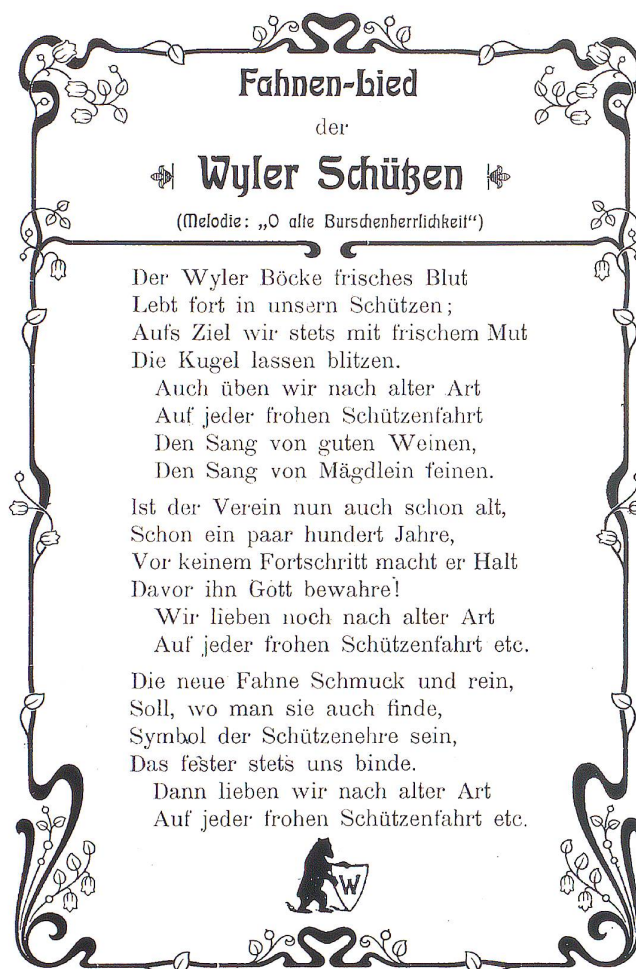 Fahnen-Lied
der
Wyler Schützen
(Melodie: „O alte Burschenherrlichkeit“)
Der Wyler Böcke frisches Blut
Lebt fort in unsern Schützen;
Aufs Ziel wir stets mit frischem Mut
Die Kugel lassen blitzen.
Auch üben wir nach alter Art
Auf jeder frohen Schützenfahrt
Den Sang von guten Weinen,
Den Sang von Mägdlein feinen.
Ist der Verein nun auch schon alt,
Schon ein paar hundert Jahre,
Vor keinem Fortschritt macht er Halt
Davor ihn Gott bewahre!
Wir lieben noch nach alter Art
Auf jeder frohen Schützenfahrt etc.
Die neue Fahne Schmuck und rein,
Soll, wo man sie auch finde,
Symbol der Schützenehre sein,
Das fester stets uns binde.
Dann lieben wir nach alter Art
Auf jeder frohen Schützenfahrt etc.
W